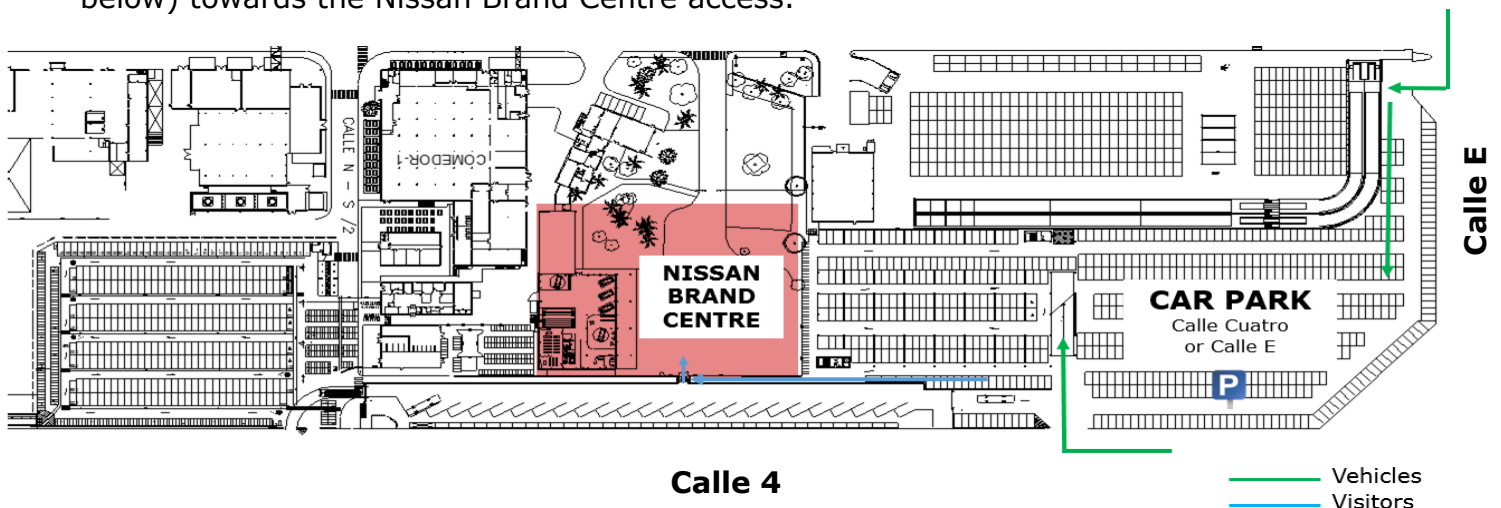 below) towards the Nissan Brand Centre access.
CALLE N - S /2
COMEDOR-1
NISSAN
BRAND
CENTRE
CAR PARK
Calle Cuatro
or Calle E
P
Calle E
Calle 4
Vehicles
Visitors